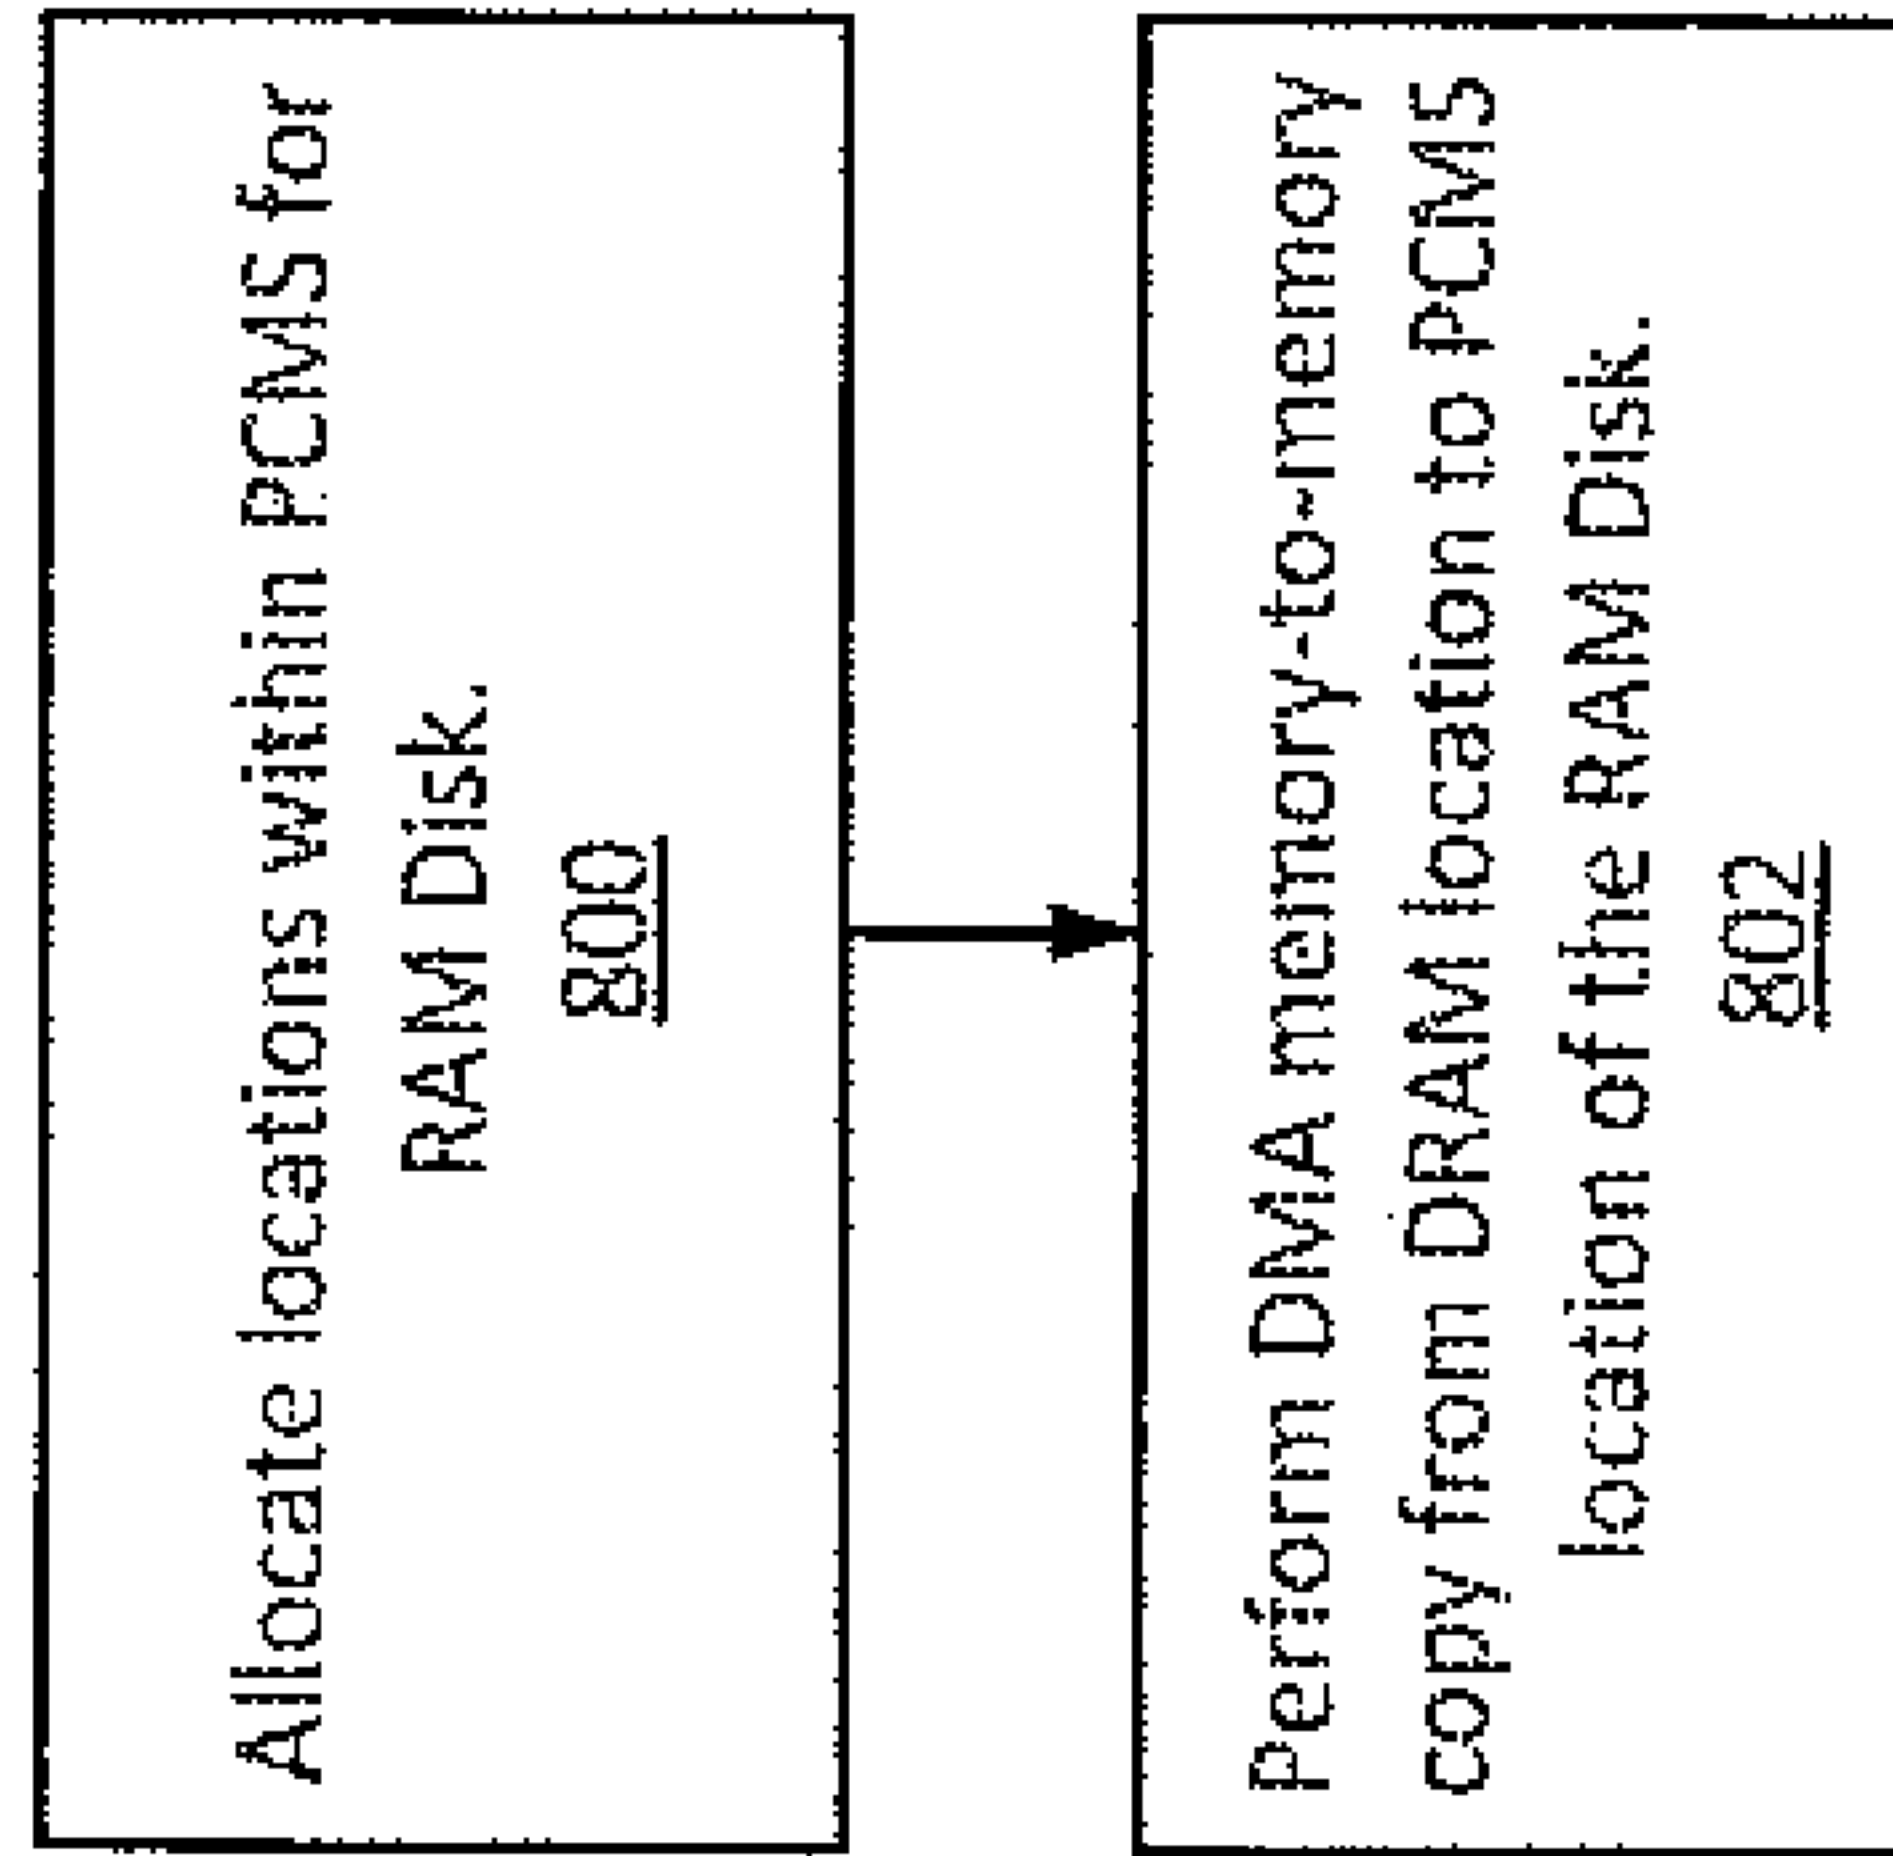 Allocate locations within PCMS for
RAM Disk.
800
Perform DMA memory-to-memory
copy from DRAM location to PCMS
location of the RAM Disk.
802